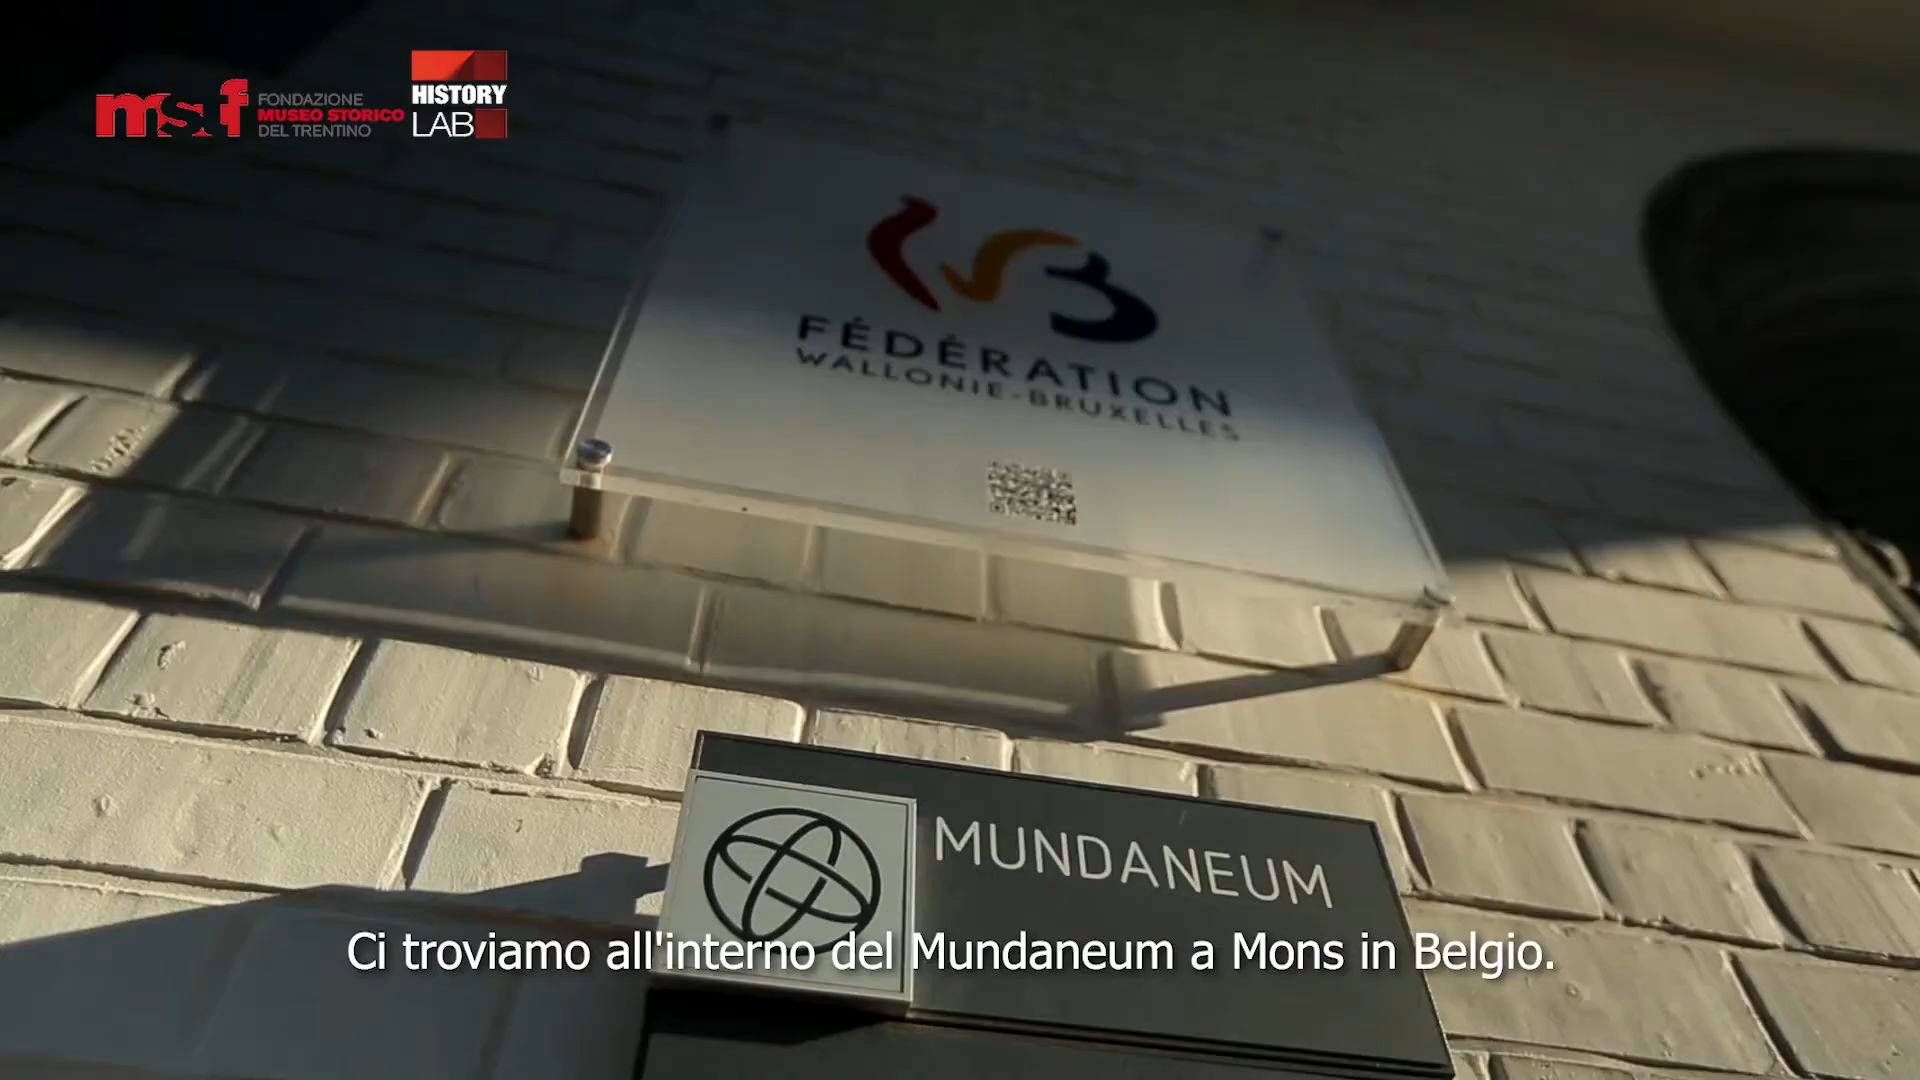 msf
FONDAZIONE
MUSEO STORICO
DEL TRENTINO
HISTORY
LAB
FÉDÉRATION
WALLONIE-BRUXELLES
MUNDANEUM
Ci troviamo all'interno del Mundaneum a Mons in Belgio.